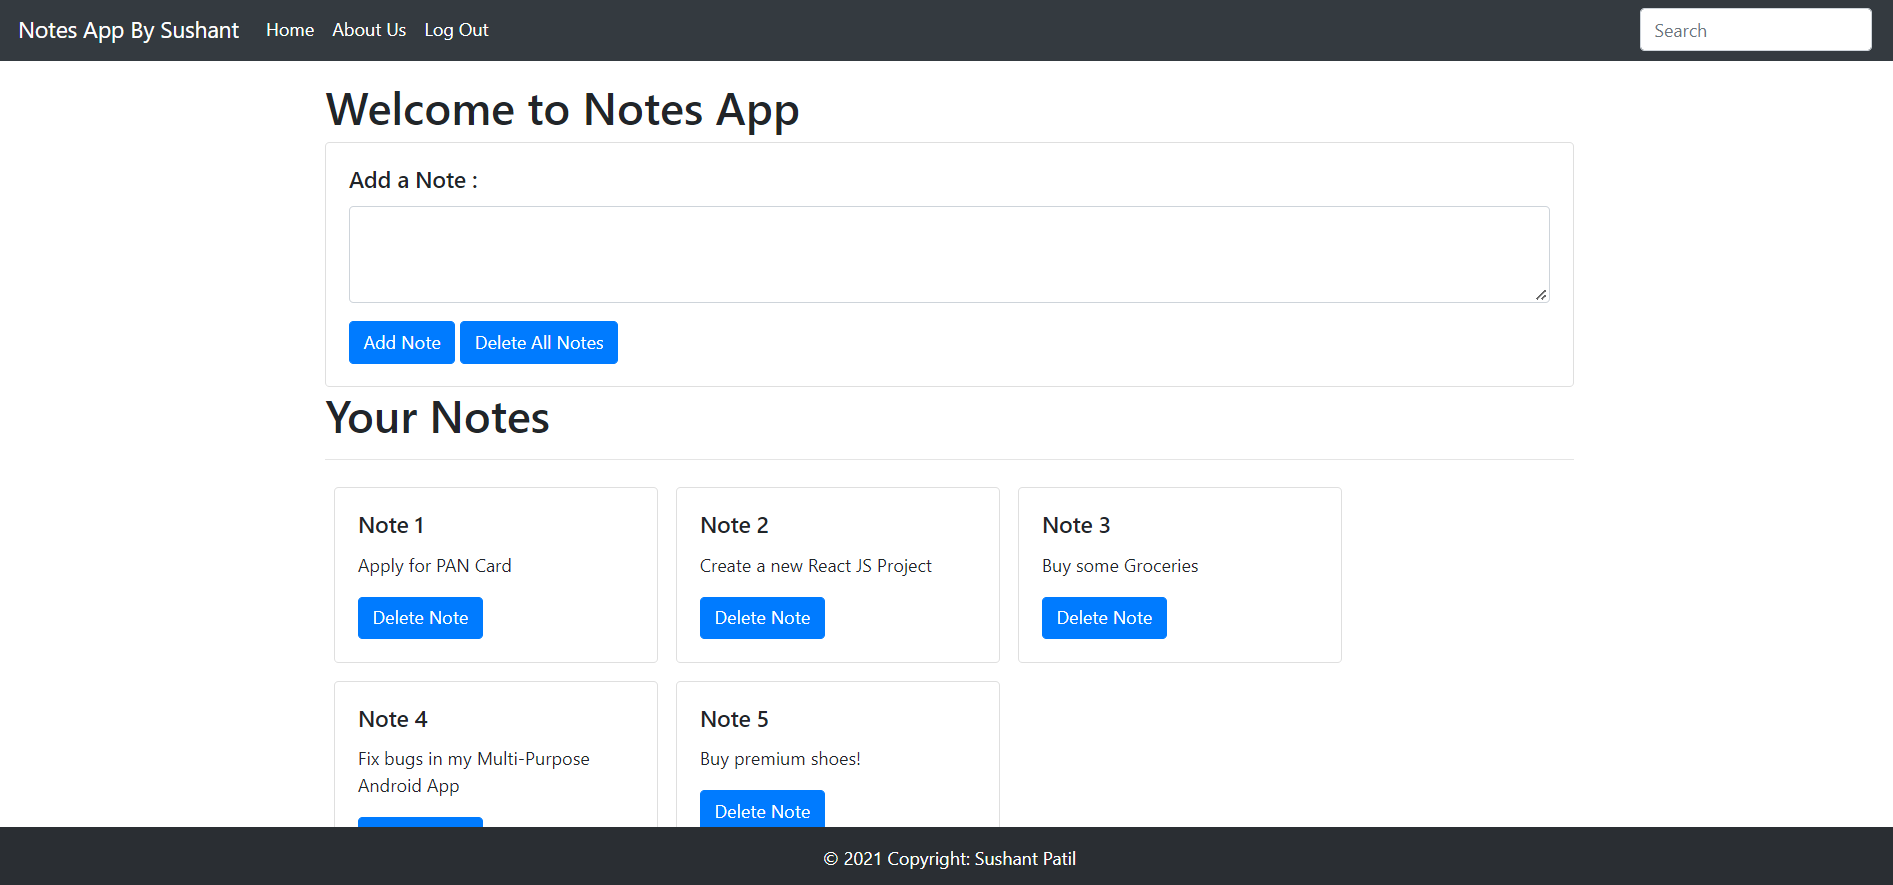 Notes App By Sushant Home About Us Log Out Search
Welcome to Notes App
Add a Note :
Add Note Delete All Notes
Your Notes
Note 1
Apply for PAN Card
Delete Note
Note 2
Create a new React JS Project
Delete Note
Note 3
Buy some Groceries
Delete Note
Note 4
Fix bugs in my Multi-Purpose
Android App
Note 5
Buy premium shoes!
Delete Note
© 2021 Copyright: Sushant Patil